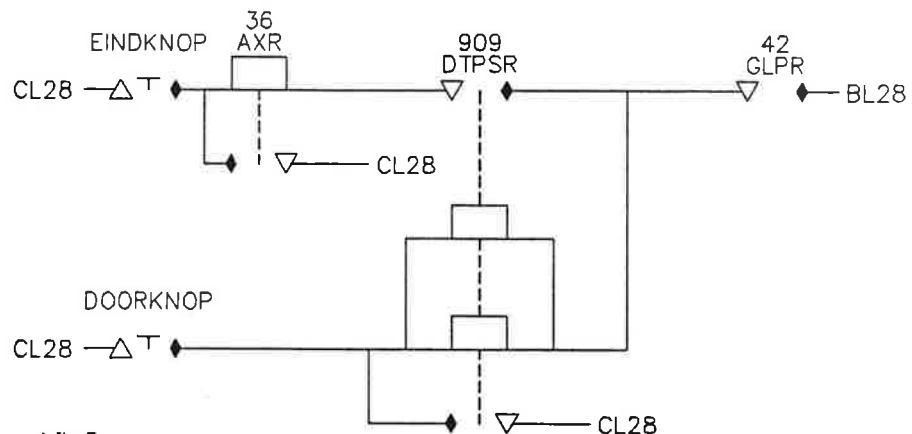 36
EINDKNOP AXR
909
DTPSR
42
GLPR
CL28
BL28
CL28
DOORKNOP
CL28
CL28